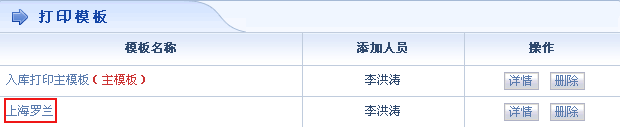 打印模板
模板名称 添加人员 操作
入库打印主模板（主模板） 李洪涛 详情 删除
上海罗兰 李洪涛 详情 删除